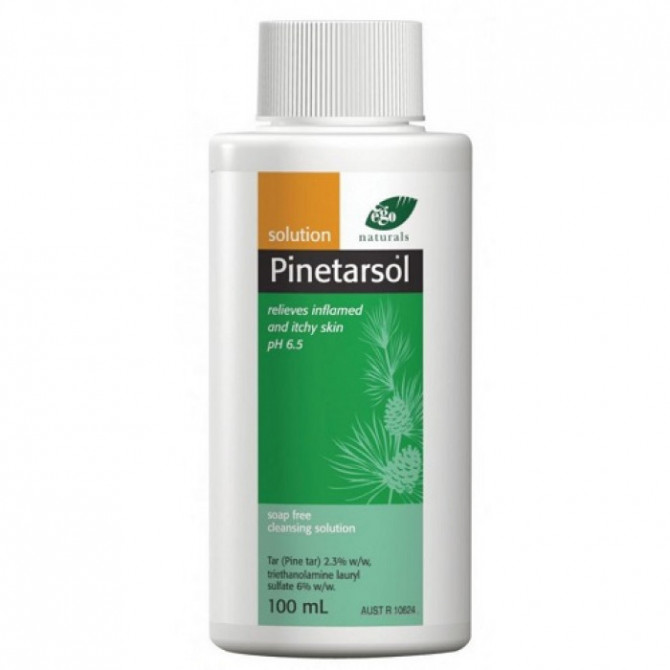 ego
naturals
solution
Pinetarsol
relieves inflamed
and itchy skin
pH 6.5
soap free
cleansing solution
Tar (Pine tar) 2.3% w/w,
triethanolamine lauryl
sulfate 6% w/w.
100 mL
AUST R 10624